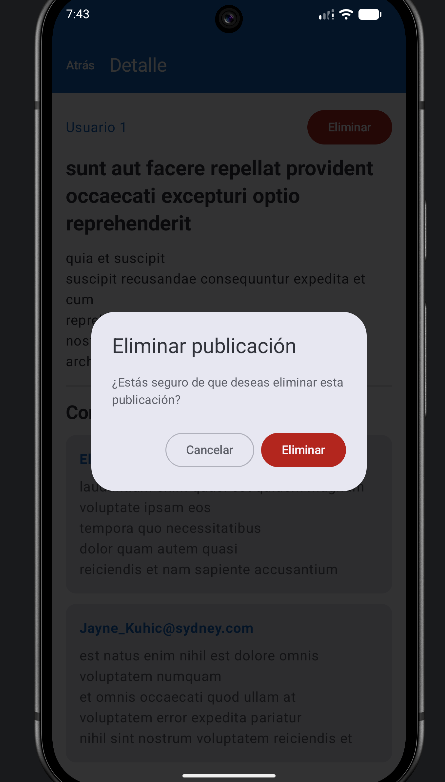 7:43
Atrás Detalle
Usuario 1 Eliminar
sunt aut facere repellat provident
occaecati excepturi optio
reprehenderit
quia et suscipit
suscipit recusandae consequuntur expedita et
cum
Eliminar publicación
¿Estás seguro de que deseas eliminar esta
publicación?
Cancelar Eliminar
voluptate ipsam eos
tempora quo necessitatibus
dolor quam autem quasi
reiciendis et nam sapiente accusantium
Jayne_Kuhic@sydney.com
est natus enim nihil est dolore omnis
voluptatem numquam
et omnis occaecati quod ullam at
voluptatem error expedita pariatur
nihil sint nostrum voluptatem reiciendis et